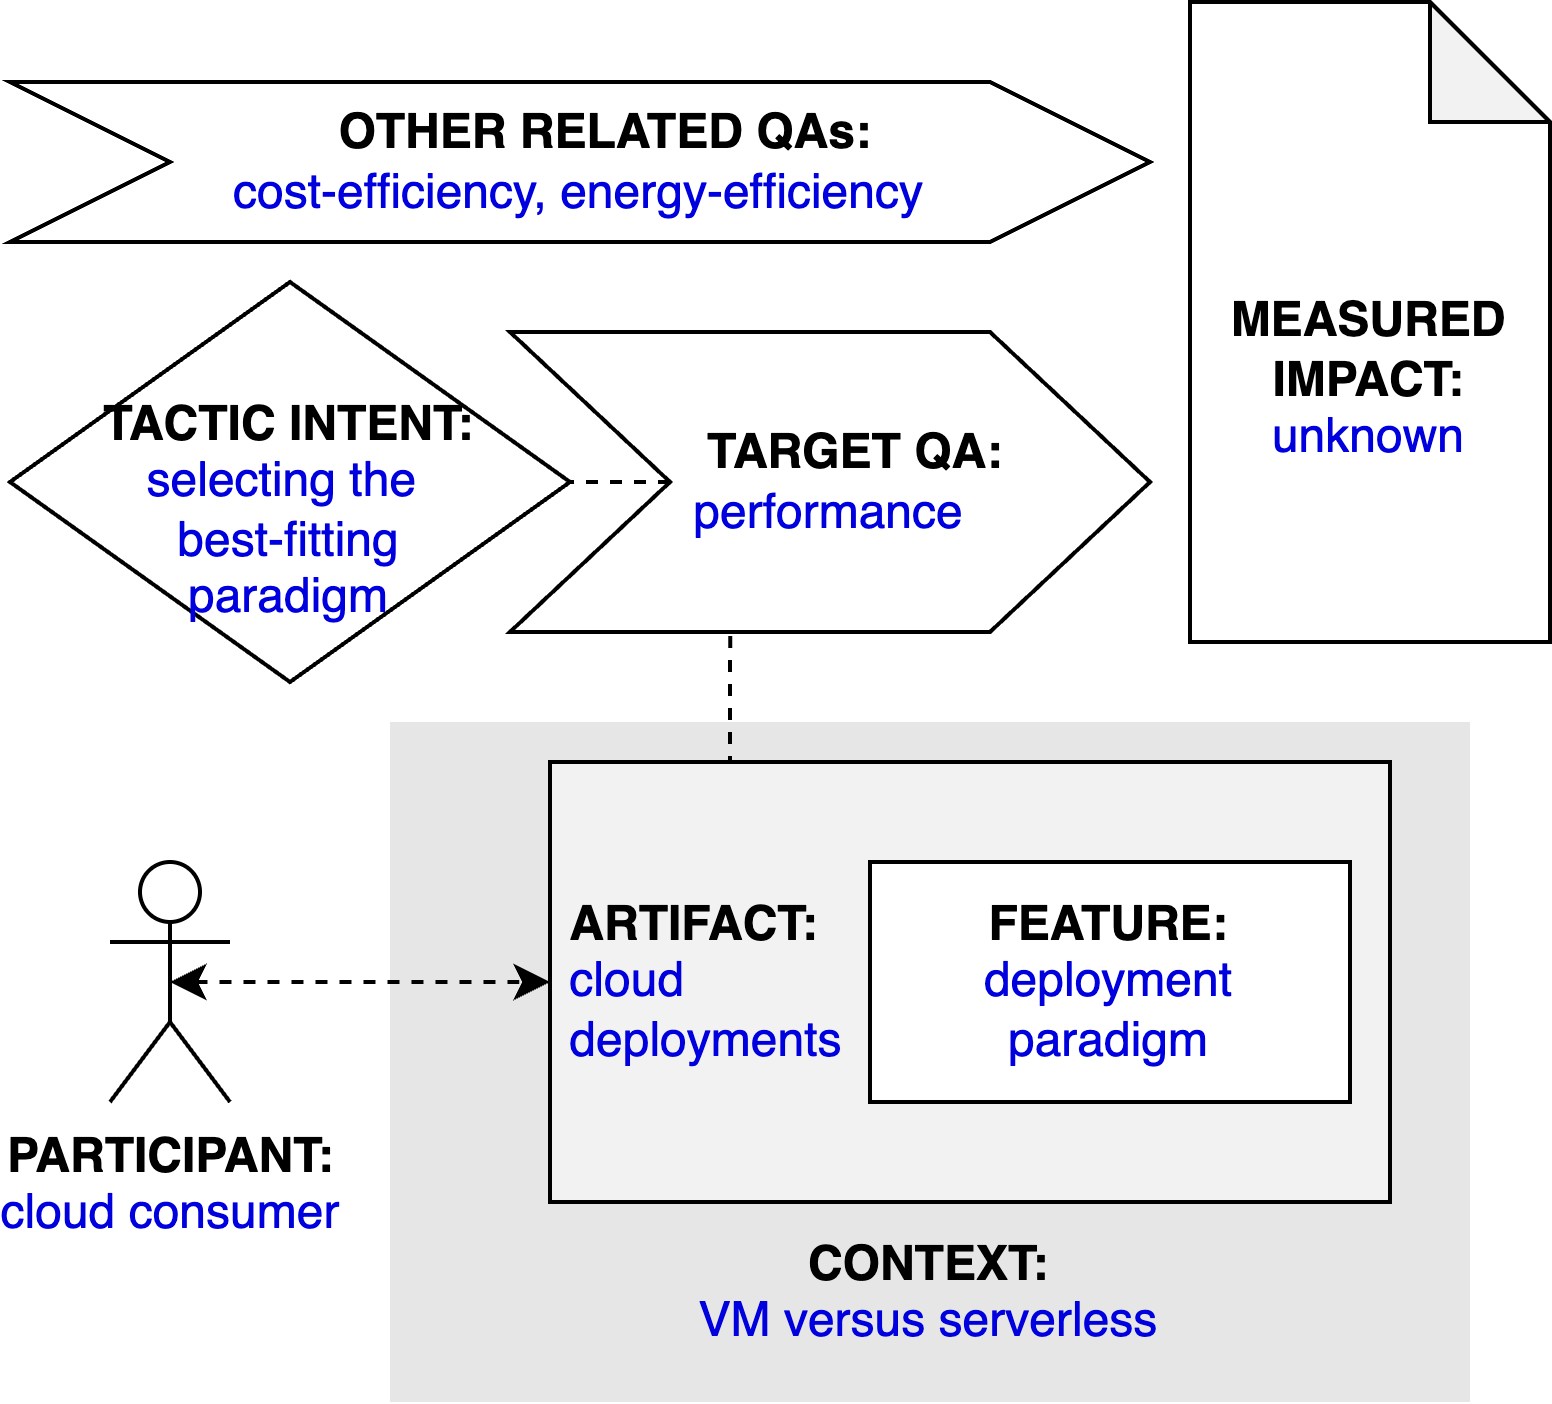 OTHER RELATED QAs:
cost-efficiency, energy-efficiency
MEASURED
IMPACT:
unknown
TACTIC INTENT:
selecting the
best-fitting
paradigm
TARGET QA:
performance
ARTIFACT:
cloud
deployments
FEATURE:
deployment
paradigm
PARTICIPANT:
cloud consumer
CONTEXT:
VM versus serverless